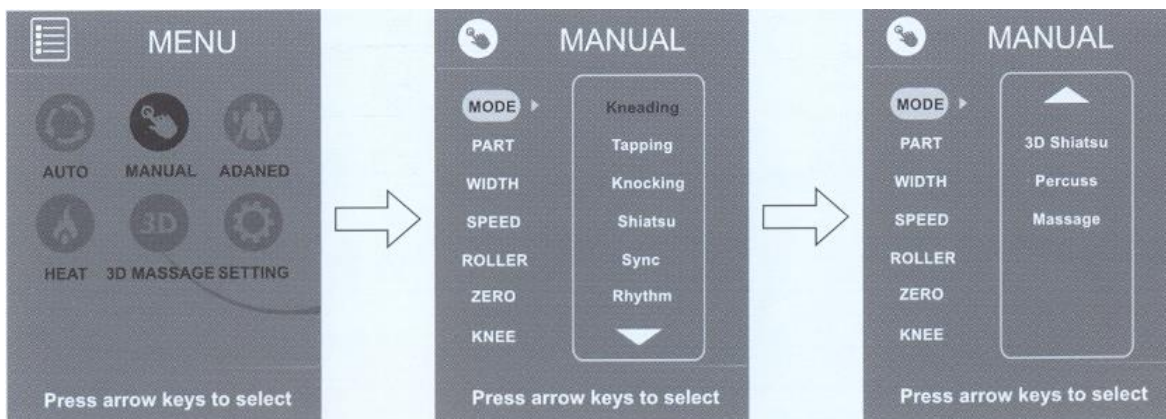 MENU
AUTO MANUAL ADANED
3D
HEAT 3D MASSAGE SETTING
Press arrow keys to select
MANUAL
MODE Kneading
PART Tapping
WIDTH Knocking
SPEED Shiatsu
ROLLER Sync
ZERO Rhythm
KNEE
Press arrow keys to select
MANUAL
MODE
PART 3D Shiatsu
WIDTH Percuss
SPEED Massage
ROLLER
ZERO
KNEE
Press arrow keys to select